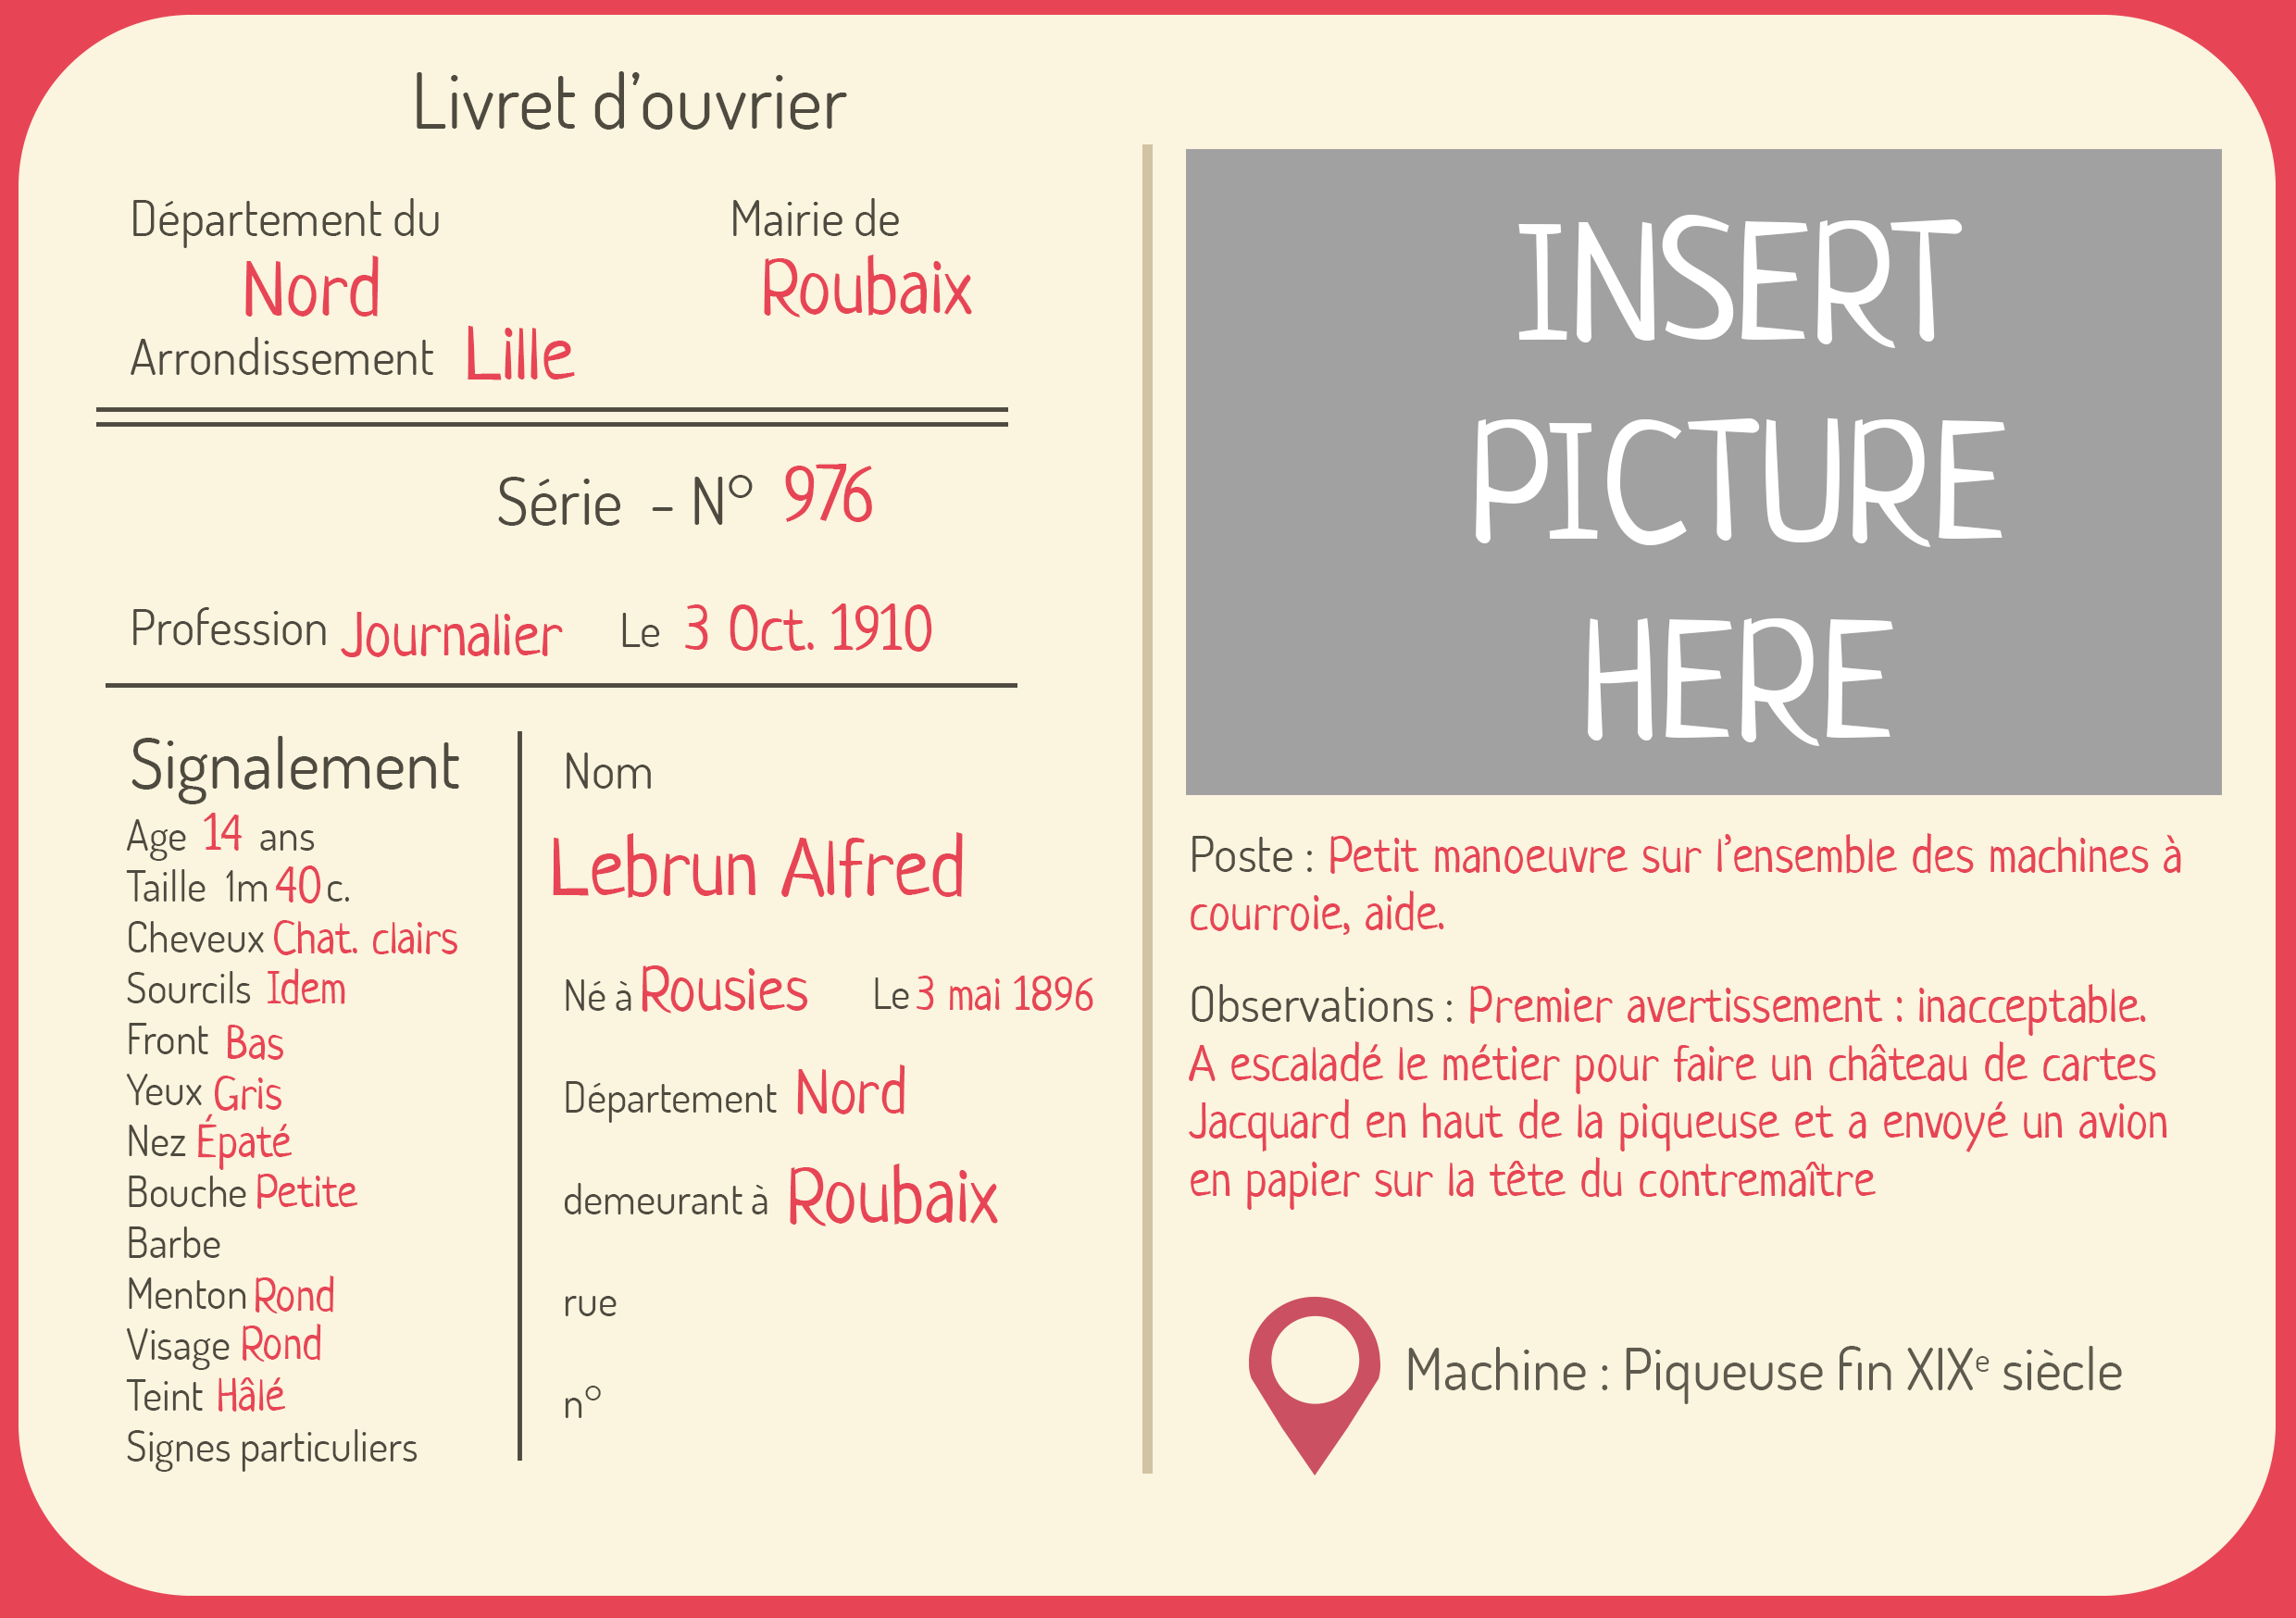 Livret d'ouvrier
Département du
Nord
Arrondissement Lille
Mairie de
Roubaix
Série - N° 976
Profession Journalier Le 3 Oct. 1910
Signalement
Age 14 ans
Taille 1m 40 c.
Cheveux Chat. clairs
Sourcils Idem
Front Bas
Yeux Gris
Nez Épaté
Bouche Petite
Barbe
Menton Rond
Visage Rond
Teint Hâlé
Signes particuliers
Nom
Lebrun Alfred
Né à Rousies Le 3 mai 1896
Département Nord
demeurant à Roubaix
rue
n°
INSERT
PICTURE
HERE
Poste : Petit manoeuvre sur l'ensemble des machines à
courroie, aide.
Observations : Premier avertissement : inacceptable.
A escaladé le métier pour faire un château de cartes
Jacquard en haut de la piqueuse et a envoyé un avion
en papier sur la tête du contremaître
Machine : Piqueuse fin XIXe siècle